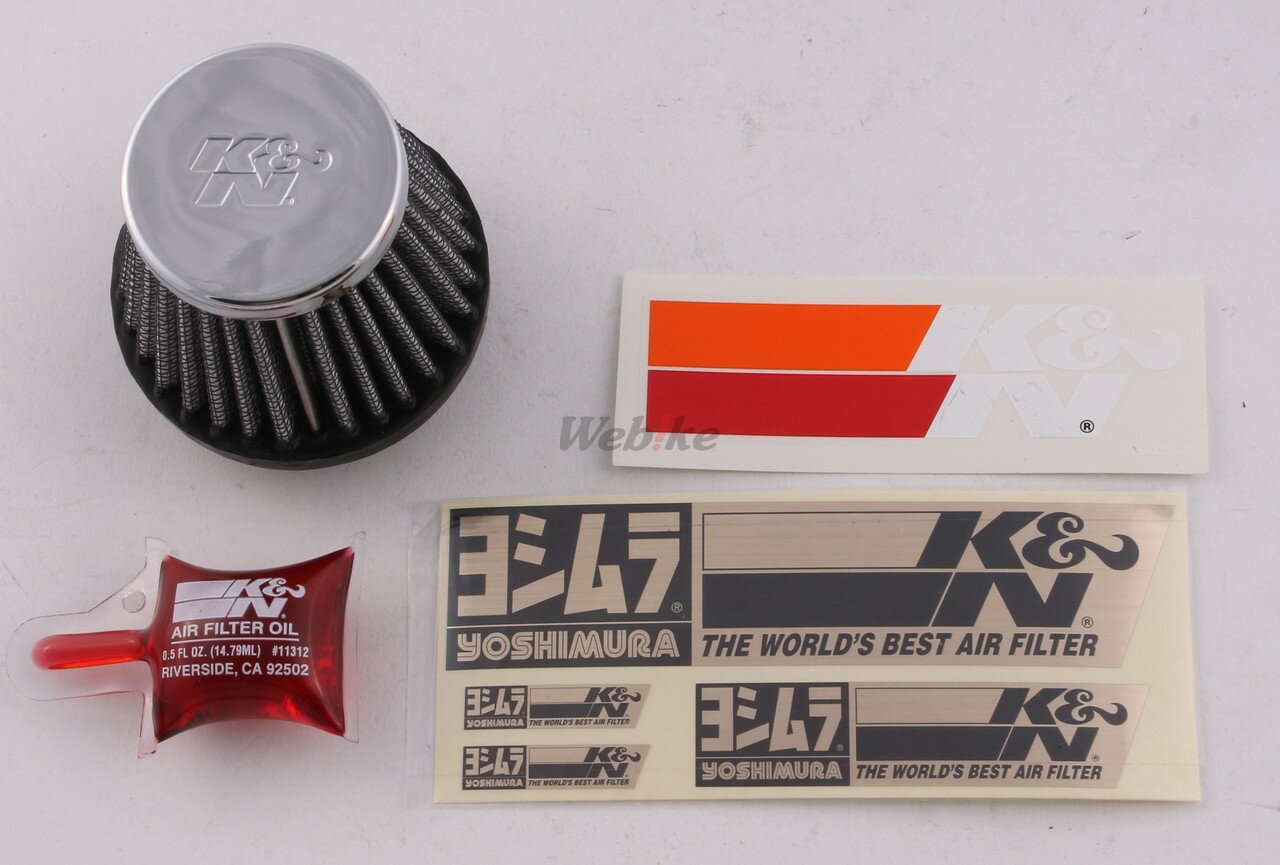 K&N®
K&
N®
Webike
AIR FILTER OIL
0.5 FL OZ. (14.79ML) #11312
RIVERSIDE, CA 92502
K&N
ヨシムラ®
YOSHIMURA
K&N®
THE WORLD'S BEST AIR FILTER
ヨシムラ
YOSHIMURA
K&N
THE WORLD'S BEST AIR FILTER
ヨシムラ
YOSHIMURA
K&N
THE WORLD'S BEST AIR FILTER
ヨシムラ®
YOSHIMURA
K&N®
THE WORLD'S BEST AIR FILTER